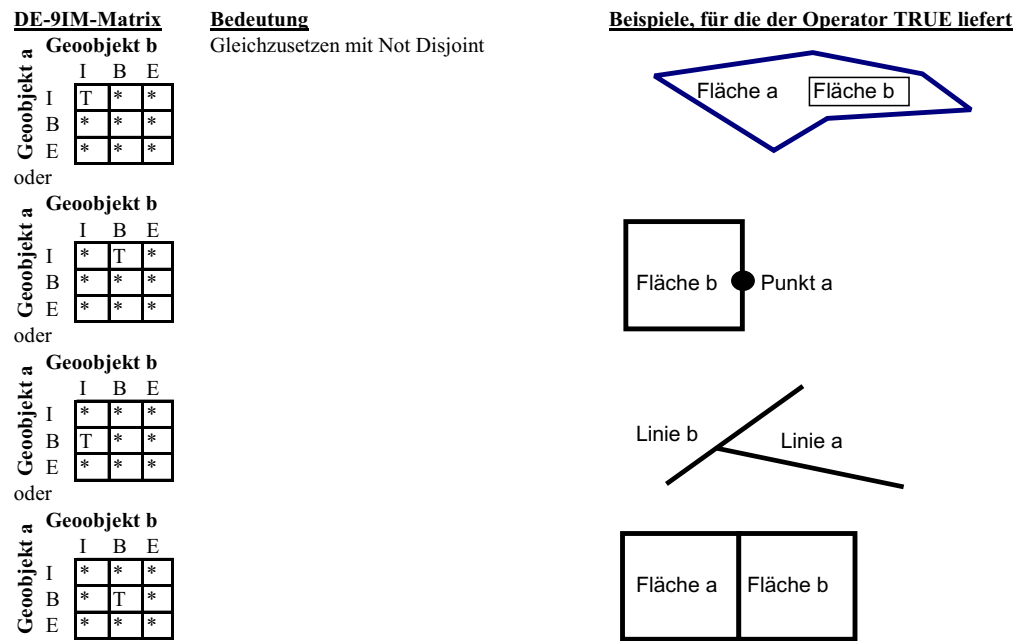 DE-9IM-Matrix Bedeutung Beispiele, für die der Operator TRUE liefert
Geoobjekt b Gleichzusetzen mit Not Disjoint
Geoobjekt a
I B E
I T * *
B * * *
E * * *
Fläche a Fläche b
oder
Geoobjekt b
Geoobjekt a
I B E
I * T *
B * * *
E * * *
Fläche b Punkt a
oder
Geoobjekt b
Geoobjekt a
I B E
I * * *
B T * *
E * * *
Linie b Linie a
oder
Geoobjekt b
Geoobjekt a
I B E
I * * *
B * T *
E * * *
Fläche a Fläche b